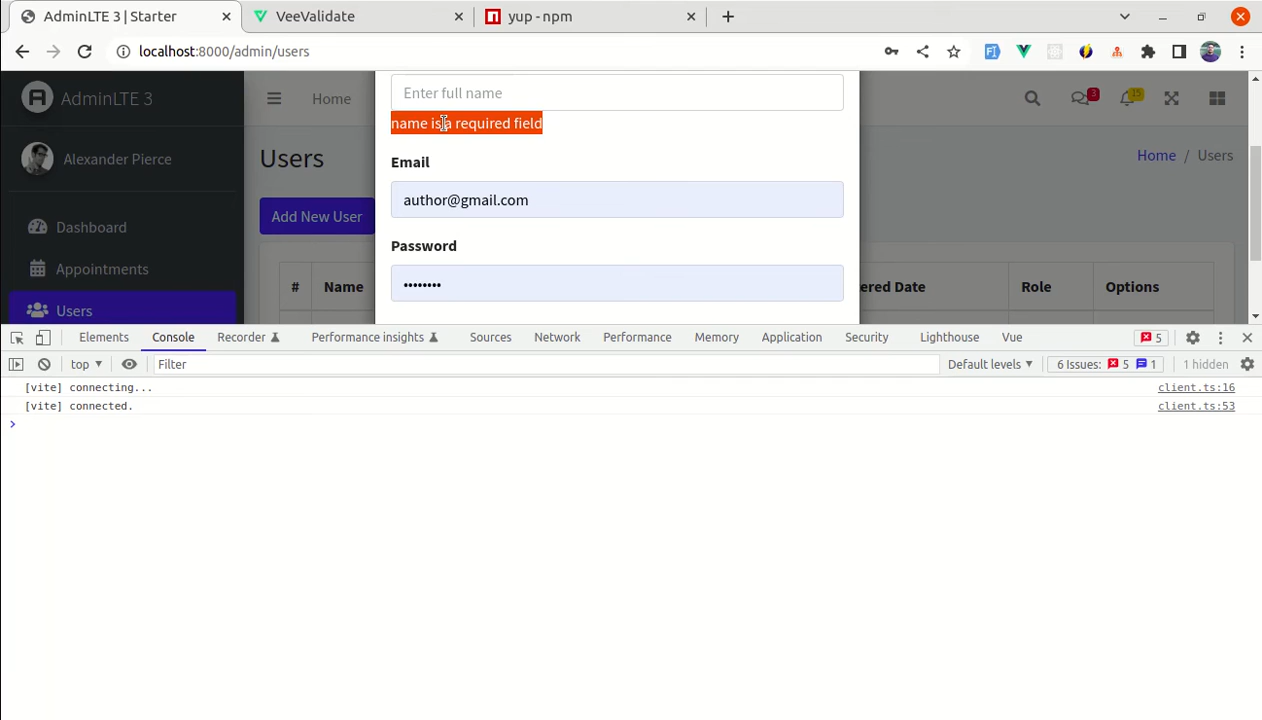 AdminLTE 3 | Starter
VeeValidate
yup - npm
localhost:8000/admin/users
AdminLTE 3
Home
3
15
Enter full name
name is a required field
Alexander Pierce
Users
Home / Users
Email
author@gmail.com
Add New User
Dashboard
Password
Appointments
••••••••
# Name
ered Date
Role
Options
Users
Elements
Console
Recorder
Performance insights
Sources
Network
Performance
Memory
Application
Security
Lighthouse
Vue
5
top
Filter
Default levels
6 Issues: 5 1
1 hidden
[vite] connecting...
client.ts:16
[vite] connected.
client.ts:53